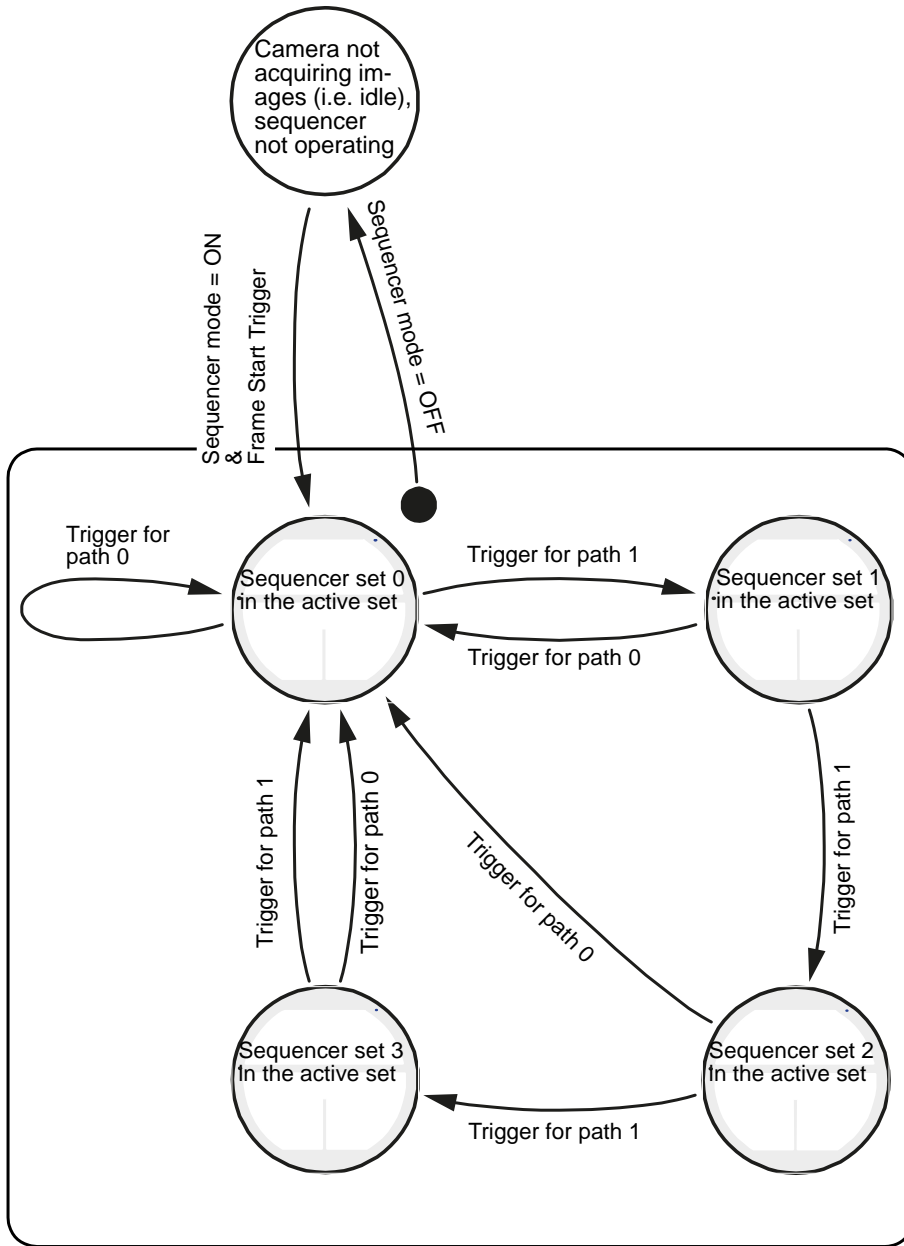 Camera not
acquiring im-
ages (i.e. idle),
sequencer
not operating
Sequencer mode = ON
&
Frame Start Trigger
Sequencer mode = OFF
Trigger for
path 0
Sequencer set 0
in the active set
Trigger for path 1
Trigger for path 0
Sequencer set 1
in the active set
Trigger for path 1
Trigger for path 0
Trigger for path 0
Trigger for path 1
Sequencer set 3
in the active set
Trigger for path 1
Sequencer set 2
in the active set